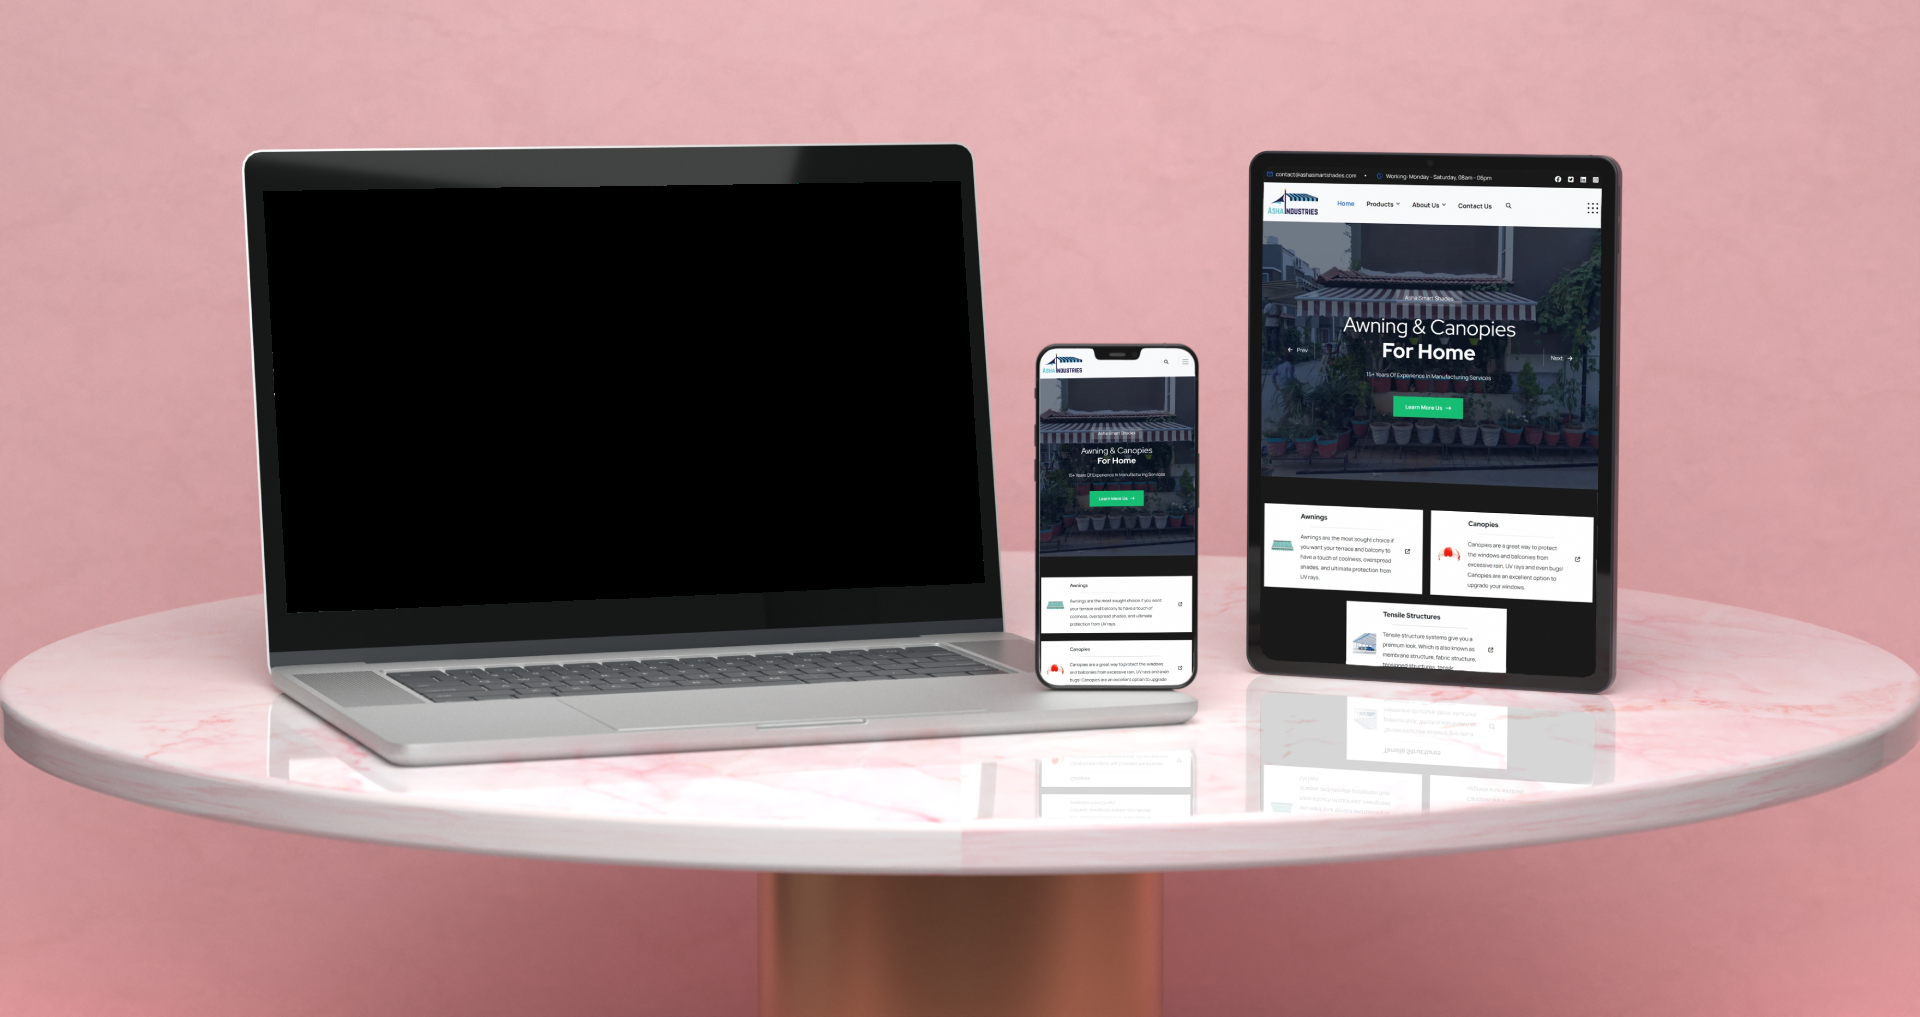 ASHA INDUSTRIES
Asha Smart Shades
Awning & Canopies
For Home
15+ Years Of Experience In Manufacturing Services
Learn More Us
Awnings
Awnings are the most sought choice if you want
your terrace and balcony to have a touch of
coolness, overspread shades, and ultimate
protection from UV rays.
Canopies
Canopies are a great way to protect the windows
and balconies from excessive rain, UV rays and even
bugs! Canopies are an excellent option to upgrade
contact@ashasmartshades.com • Working: Monday - Saturday, 08am - 06pm
ASHA INDUSTRIES
Home Products About Us Contact Us
Asha Smart Shades
Awning & Canopies
For Home
Prev
Next
15+ Years Of Experience In Manufacturing Services
Learn More Us
Awnings
Awnings are the most sought choice if
you want your terrace and balcony to
have a touch of coolness, overspread
shades, and ultimate protection from
UV rays.
Canopies
Canopies are a great way to protect
the windows and balconies from
excessive rain, UV rays and even bugs!
Canopies are an excellent option to
upgrade your windows.
Tensile Structures
Tensile structure systems give you a
premium look. Which is also known as
membrane structure, fabric structure,
tensioned structures, tensile